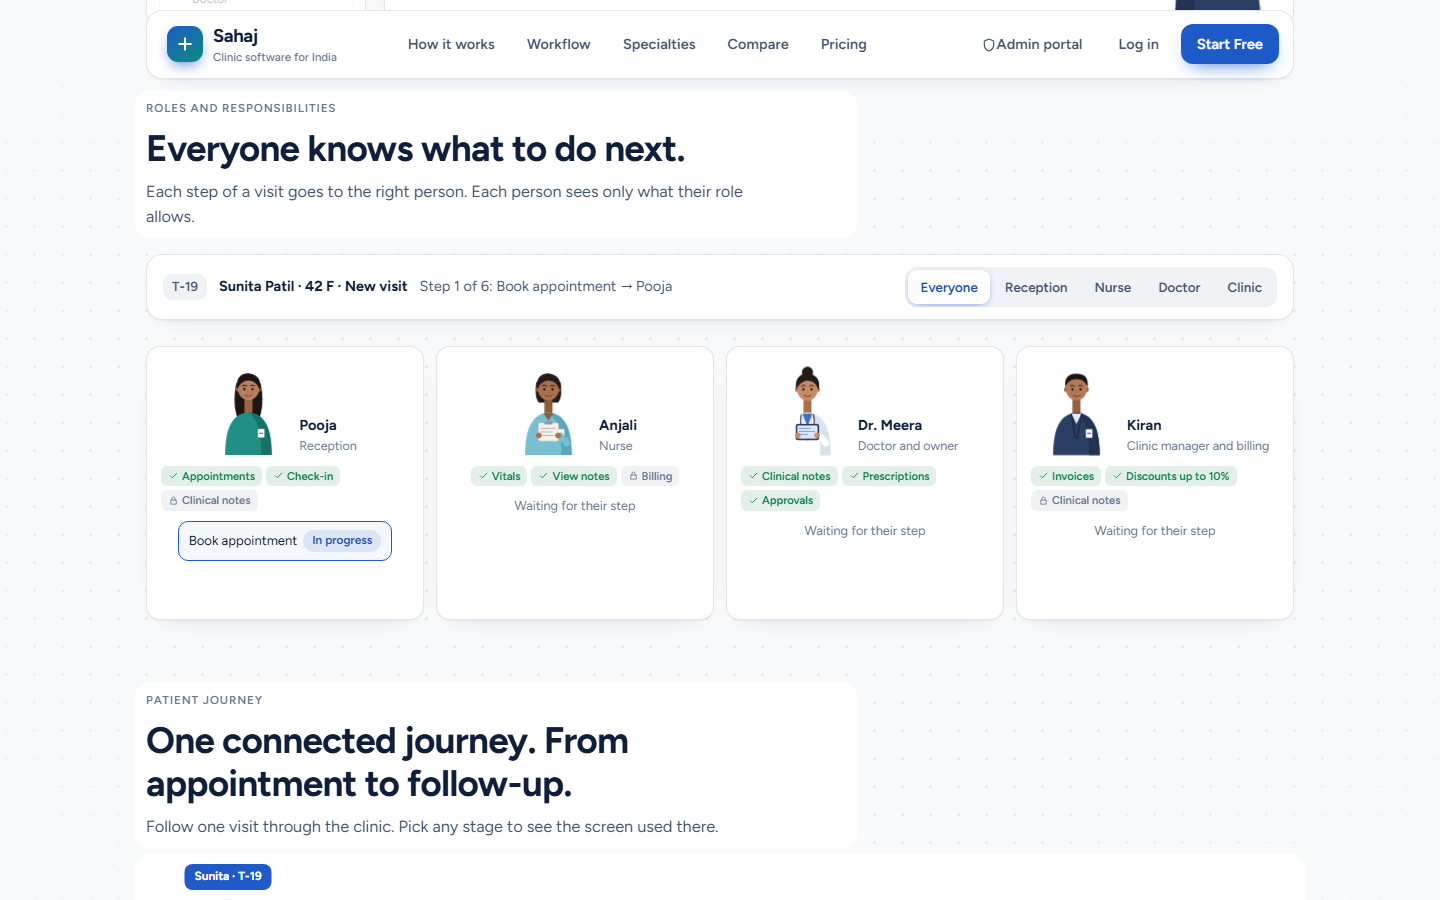 Doctor
Sahaj
Clinic software for India
How it works
Workflow
Specialties
Compare
Pricing
Admin portal
Log in
Start Free
ROLES AND RESPONSIBILITIES
Everyone knows what to do next.
Each step of a visit goes to the right person. Each person sees only what their role
allows.
T-19
Sunita Patil · 42 F · New visit
Step 1 of 6: Book appointment → Pooja
Everyone
Reception
Nurse
Doctor
Clinic
Pooja
Reception
Appointments
Check-in
Clinical notes
Book appointment
In progress
Anjali
Nurse
Vitals
View notes
Billing
Waiting for their step
Dr. Meera
Doctor and owner
Clinical notes
Prescriptions
Approvals
Waiting for their step
Kiran
Clinic manager and billing
Invoices
Discounts up to 10%
Clinical notes
Waiting for their step
PATIENT JOURNEY
One connected journey. From
appointment to follow-up.
Follow one visit through the clinic. Pick any stage to see the screen used there.
Sunita · T-19